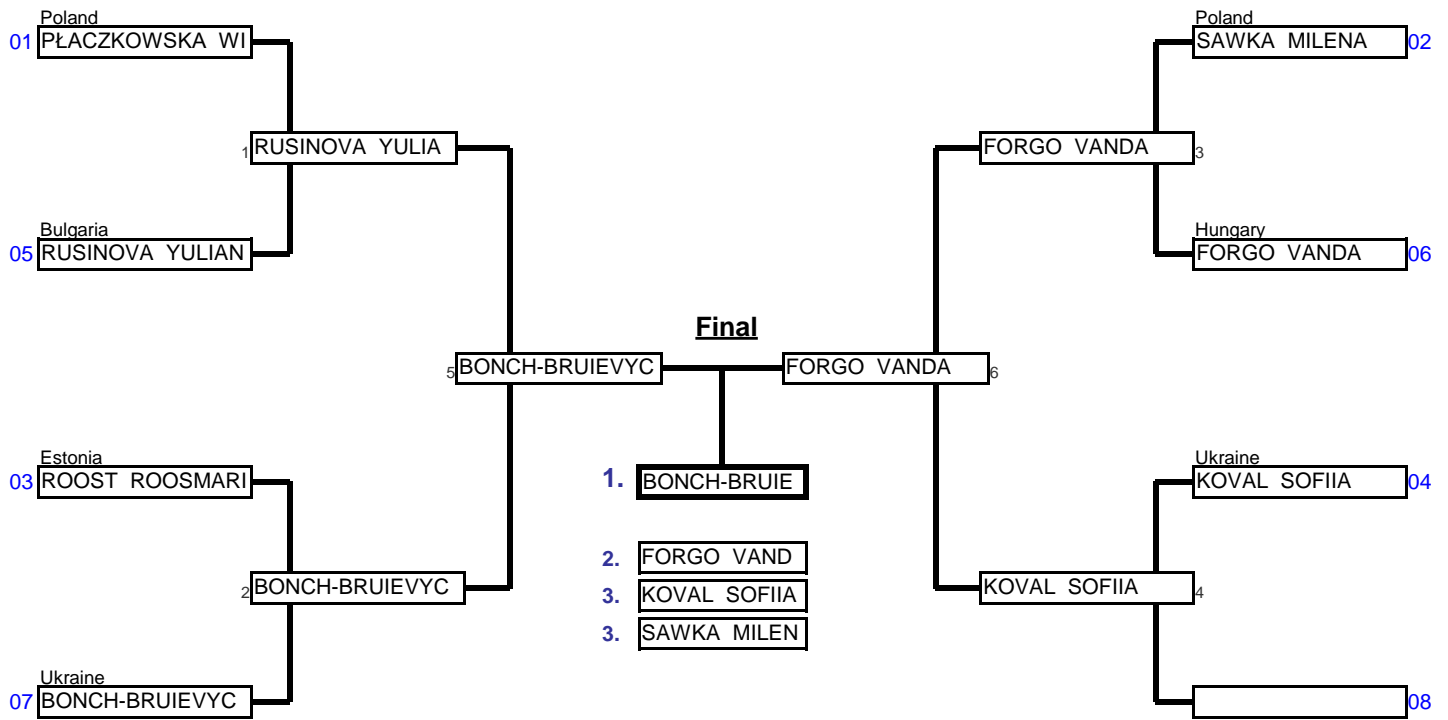 Poland
01 PŁACZKOWSKA WI
Poland
SAWKA MILENA 02
1 RUSINOVA YULIA
FORGO VANDA 3
Bulgaria
05 RUSINOVA YULIAN
Hungary
FORGO VANDA 06
Final
5 BONCH-BRUIEVYC
FORGO VANDA 6
Estonia
03 ROOST ROOSMARI
1. BONCH-BRUIE
Ukraine
KOVAL SOFIIA 04
2. FORGO VAND
2 BONCH-BRUIEVYC
3. KOVAL SOFIIA
KOVAL SOFIIA 4
3. SAWKA MILEN
Ukraine
07 BONCH-BRUIEVYC
08